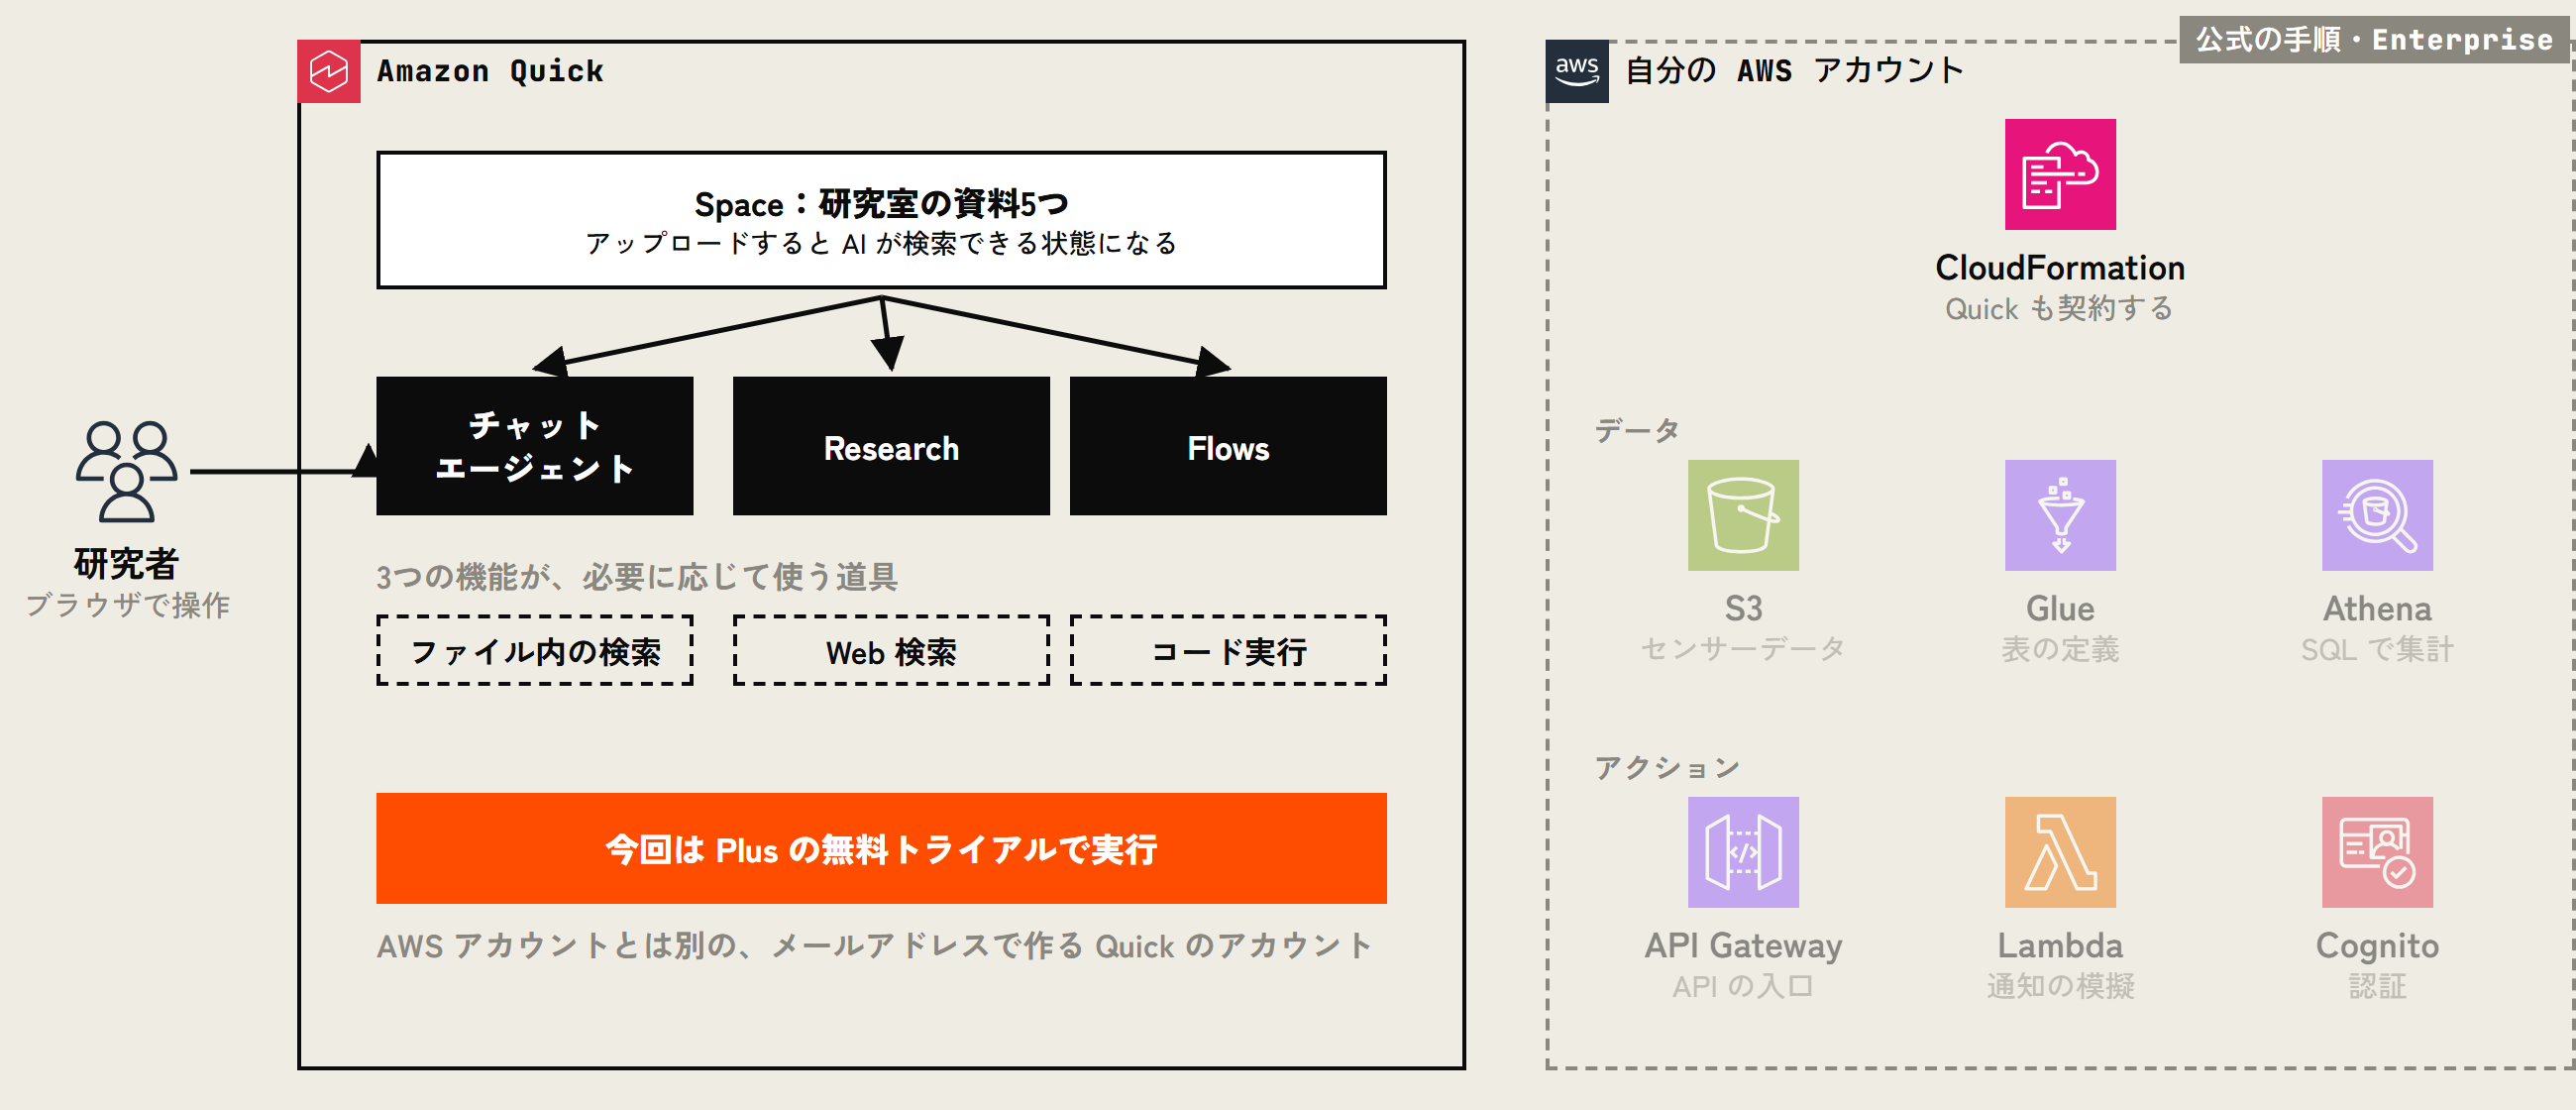 公式の手順・Enterprise
Amazon Quick
aws
自分の AWS アカウント
Space：研究室の資料5つ
アップロードすると AI が検索できる状態になる
CloudFormation
Quick も契約する
チャット
エージェント
Research
Flows
研究者
ブラウザで操作
3つの機能が、必要に応じて使う道具
ファイル内の検索
Web 検索
コード実行
データ
S3
センサーデータ
Glue
表の定義
Athena
SQL で集計
今回は Plus の無料トライアルで実行
AWS アカウントとは別の、メールアドレスで作る Quick のアカウント
アクション
API Gateway
API の入口
Lambda
通知の模擬
Cognito
認証